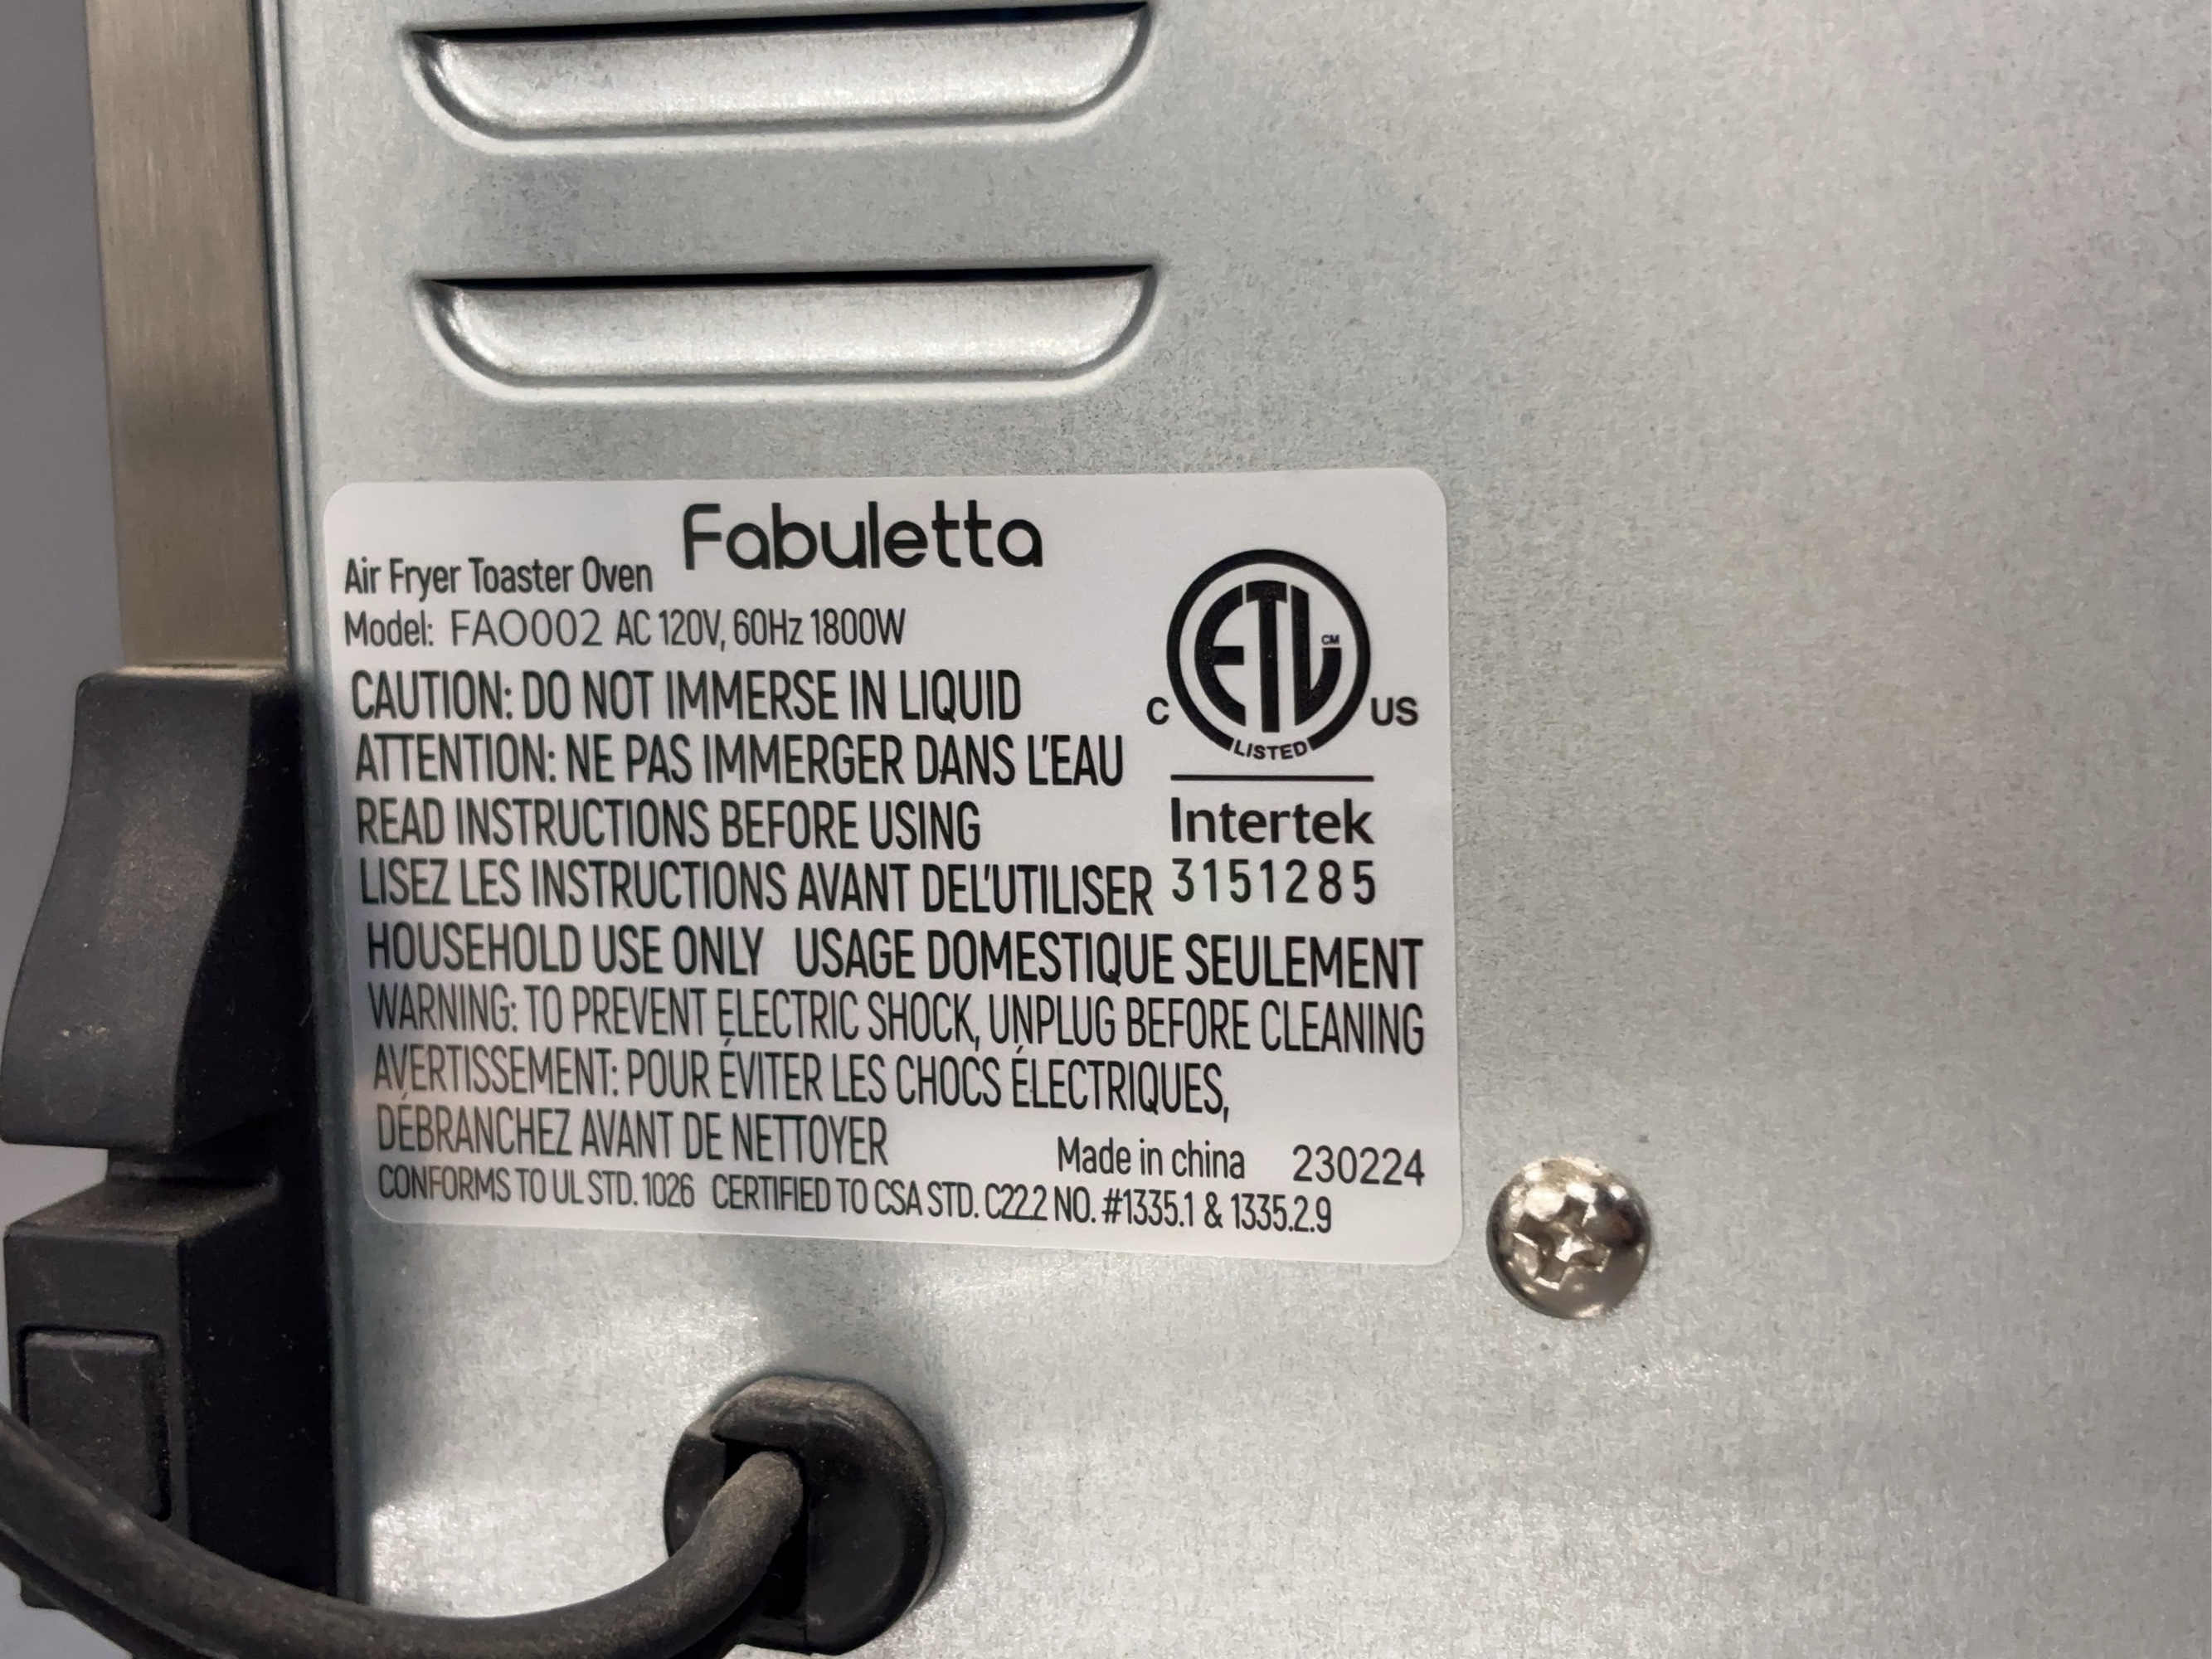 Fabuletta
Air Fryer Toaster Oven
Model: FAO002 AC 120V, 60Hz 1800W
CAUTION: DO NOT IMMERSE IN LIQUID
ATTENTION: NE PAS IMMERGER DANS L'EAU
READ INSTRUCTIONS BEFORE USING
LISEZ LES INSTRUCTIONS AVANT DEL'UTILISER
ETL CM
C US
LISTED
Intertek
3151285
HOUSEHOLD USE ONLY USAGE DOMESTIQUE SEULEMENT
WARNING: TO PREVENT ELECTRIC SHOCK, UNPLUG BEFORE CLEANING
AVERTISSEMENT: POUR ÉVITER LES CHOCS ÉLECTRIQUES,
DÉBRANCHEZ AVANT DE NETTOYER
Made in china 230224
CONFORMS TO UL STD. 1026 CERTIFIED TO CSA STD. C22.2 NO. #1335.1 & 1335.2.9